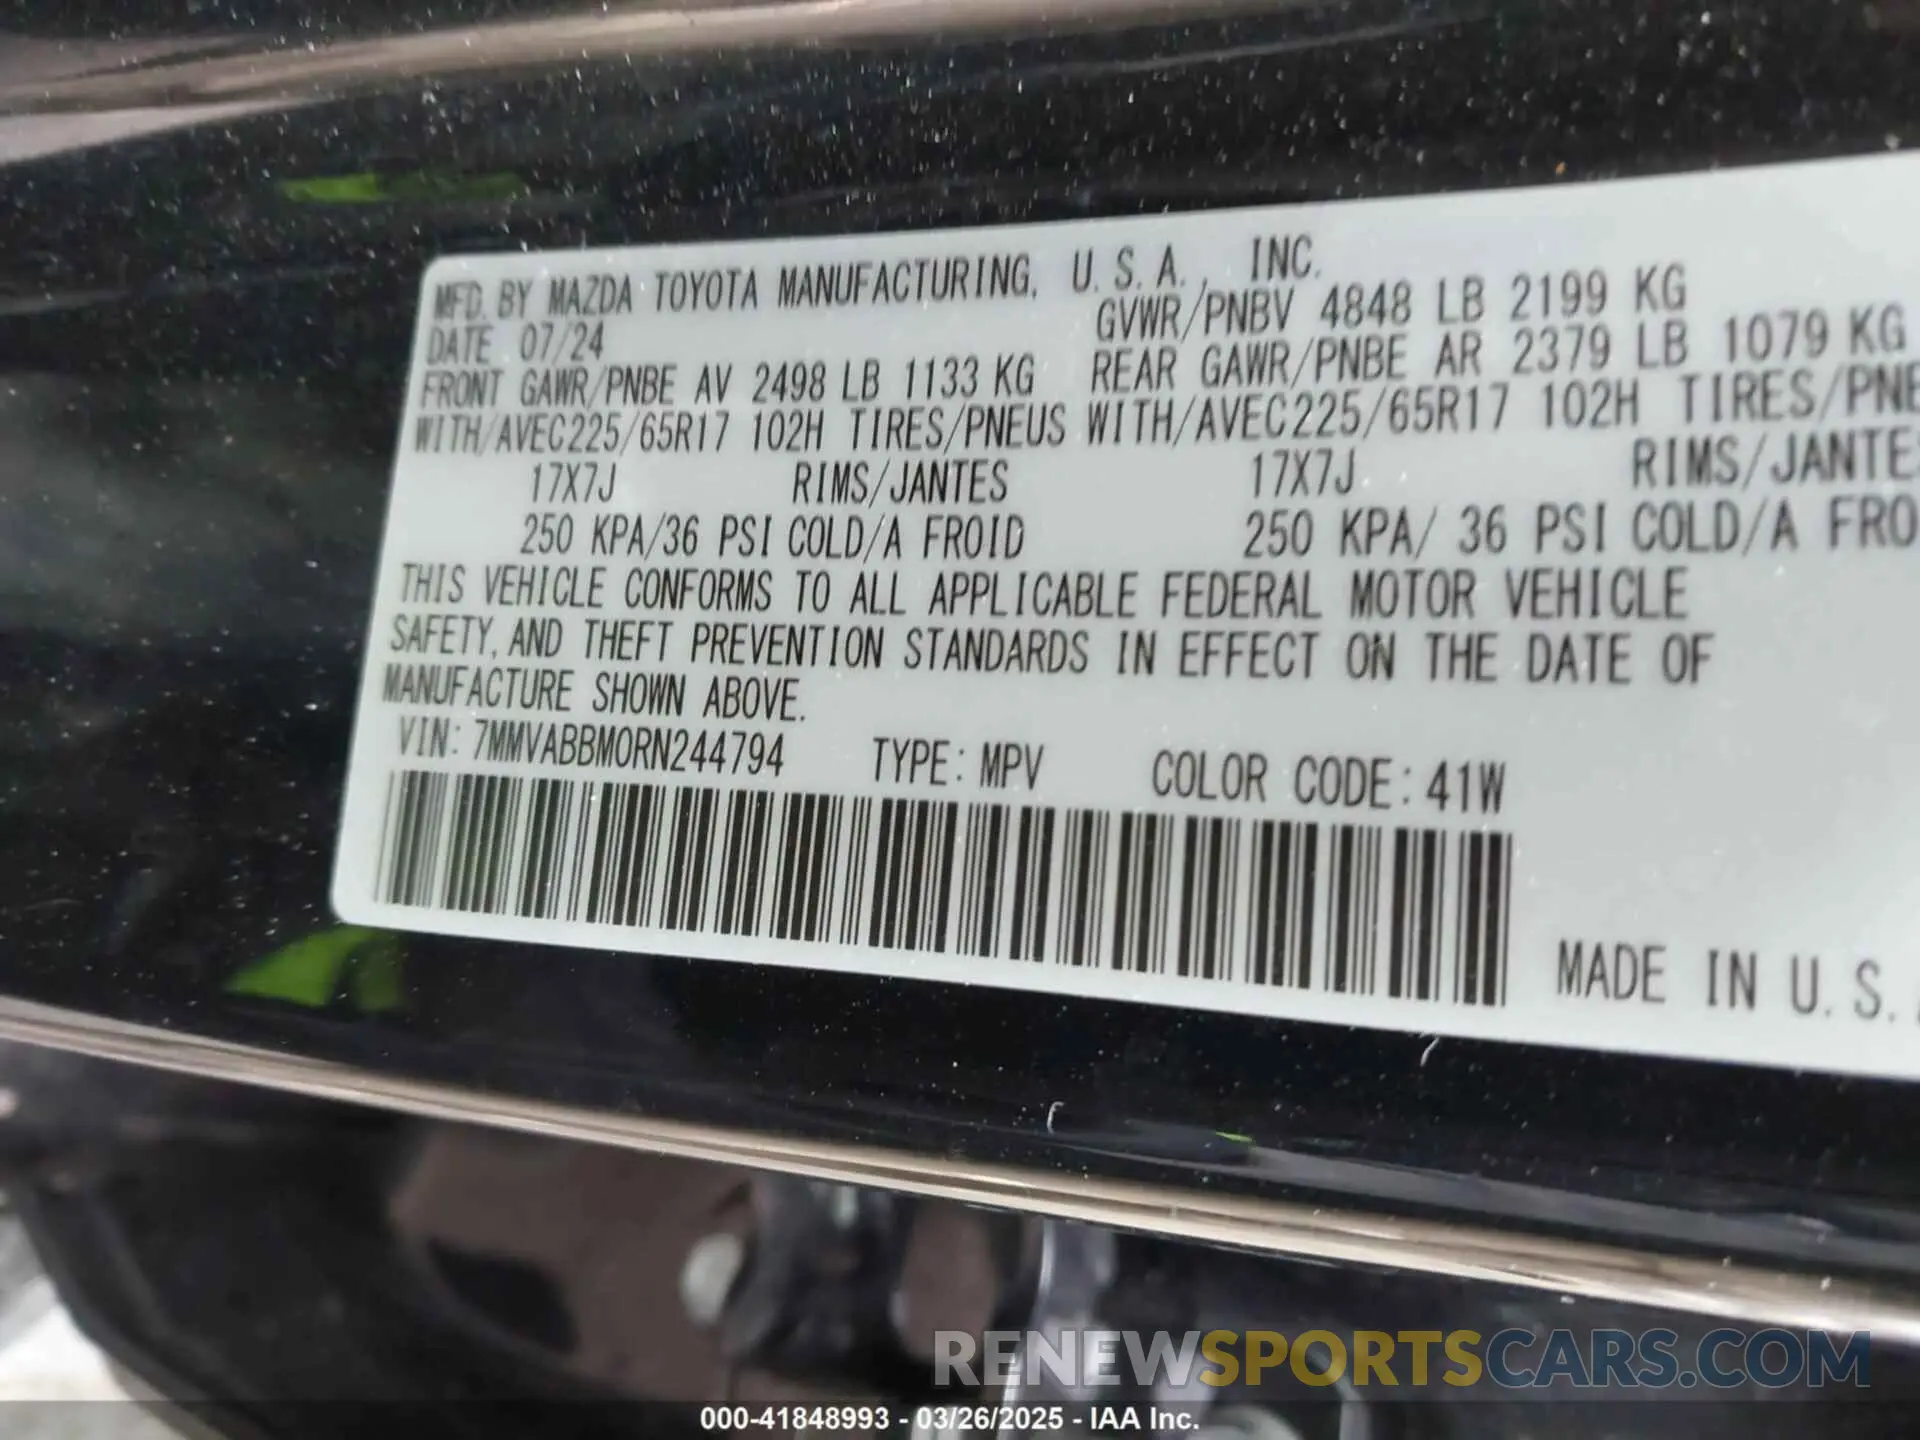 MFD. BY MAZDA TOYOTA MANUFACTURING, U.S.A., INC.
DATE 07/24 GVWR/PNBV 4848 LB 2199 KG
FRONT GAWR/PNBE AV 2498 LB 1133 KG REAR GAWR/PNBE AR 2379 LB 1079 KG
WITH/AVEC225/65R17 102H TIRES/PNEUS WITH/AVEC225/65R17 102H TIRES/PNE
17X7J RIMS/JANTES 17X7J RIMS/JANTES
250 KPA/36 PSI COLD/A FROID 250 KPA/ 36 PSI COLD/A FRO
THIS VEHICLE CONFORMS TO ALL APPLICABLE FEDERAL MOTOR VEHICLE
SAFETY, AND THEFT PREVENTION STANDARDS IN EFFECT ON THE DATE OF
MANUFACTURE SHOWN ABOVE.
VIN: 7MMVABBM0RN244794 TYPE: MPV COLOR CODE: 41W
MADE IN U.S.
RENEWSPORTSCARS.COM
000-41848993 - 03/26/2025 - IAA Inc.